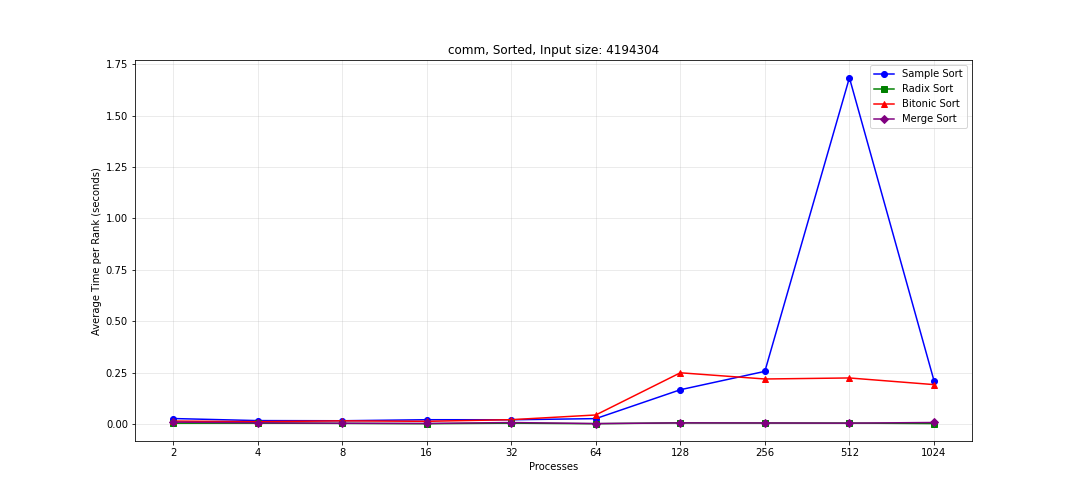 comm, Sorted, Input size: 4194304
1.75
1.50
1.25
1.00
0.75
0.50
0.25
0.00
Average Time per Rank (seconds)
Sample Sort
Radix Sort
Bitonic Sort
Merge Sort
2 4 8 16 32 64 128 256 512 1024
Processes